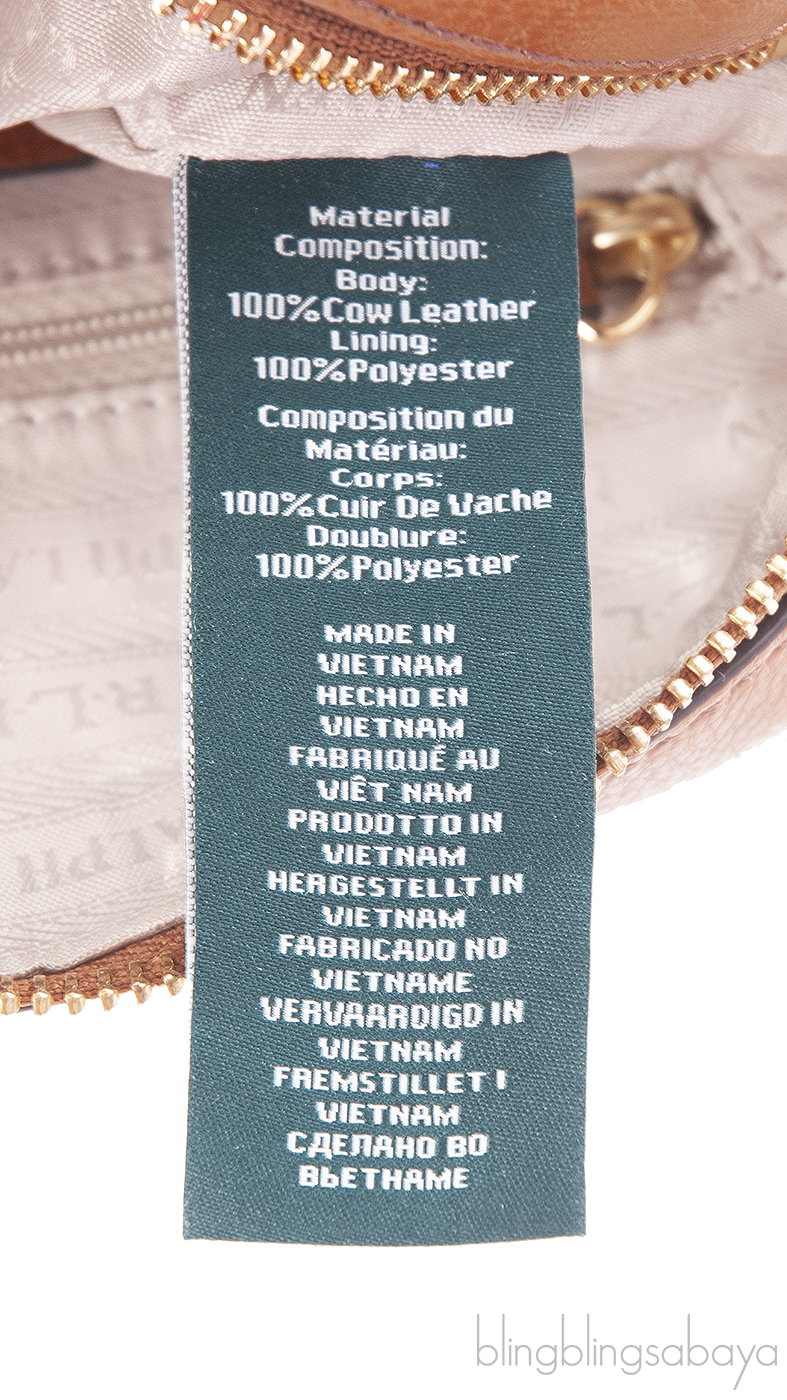 Material
Composition:
Body:
100%Cow Leather
Lining:
100%Polyester
Composition du
Matériau:
Corps:
100%Cuir De Vache
Doublure:
100%Polyester
MADE IN
VIETNAM
HECHO EN
VIETNAM
FABRIQUÉ AU
VIÊT NAM
PRODOTTO IN
VIETNAM
HERGESTELLT IN
VIETNAM
FABRICADO NO
VIETNAME
VERVAARDIGD IN
VIETNAM
FREMSTILLET I
VIETNAM
СДЕЛАНО ВО
ВЬЕТНАМЕ
blingblingsabaya